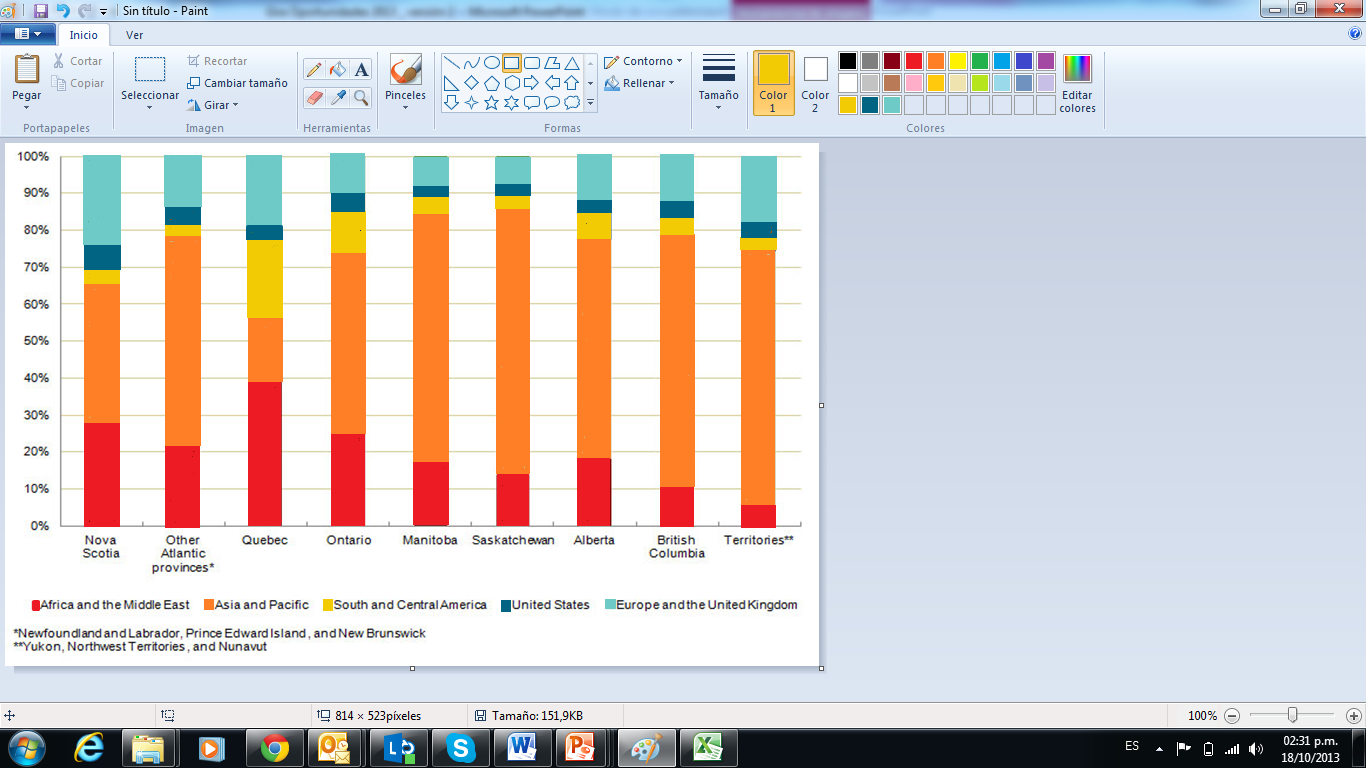 Sin título - Paint
Inicio
Ver
Pegar
Cortar
Copiar
Portapapeles
Seleccionar
Recortar
Cambiar tamaño
Girar
Imagen
A
Herramientas
Pinceles
Contorno
Rellenar
Formas
Tamaño
Color
1
Color
2
Editar
colores
Colores
100%
90%
80%
70%
60%
50%
40%
30%
20%
10%
0%
Nova
Scotia
Other
Atlantic
provinces*
Quebec
Ontario
Manitoba
Saskatchewan
Alberta
British
Columbia
Territories**
Africa and the Middle East
Asia and Pacific
South and Central America
United States
Europe and the United Kingdom
*Newfoundland and Labrador, Prince Edward Island, and New Brunswick
**Yukon, Northwest Territories, and Nunavut
814 × 523píxeles
Tamaño: 151,9KB
100%
ES
02:31 p.m.
18/10/2013